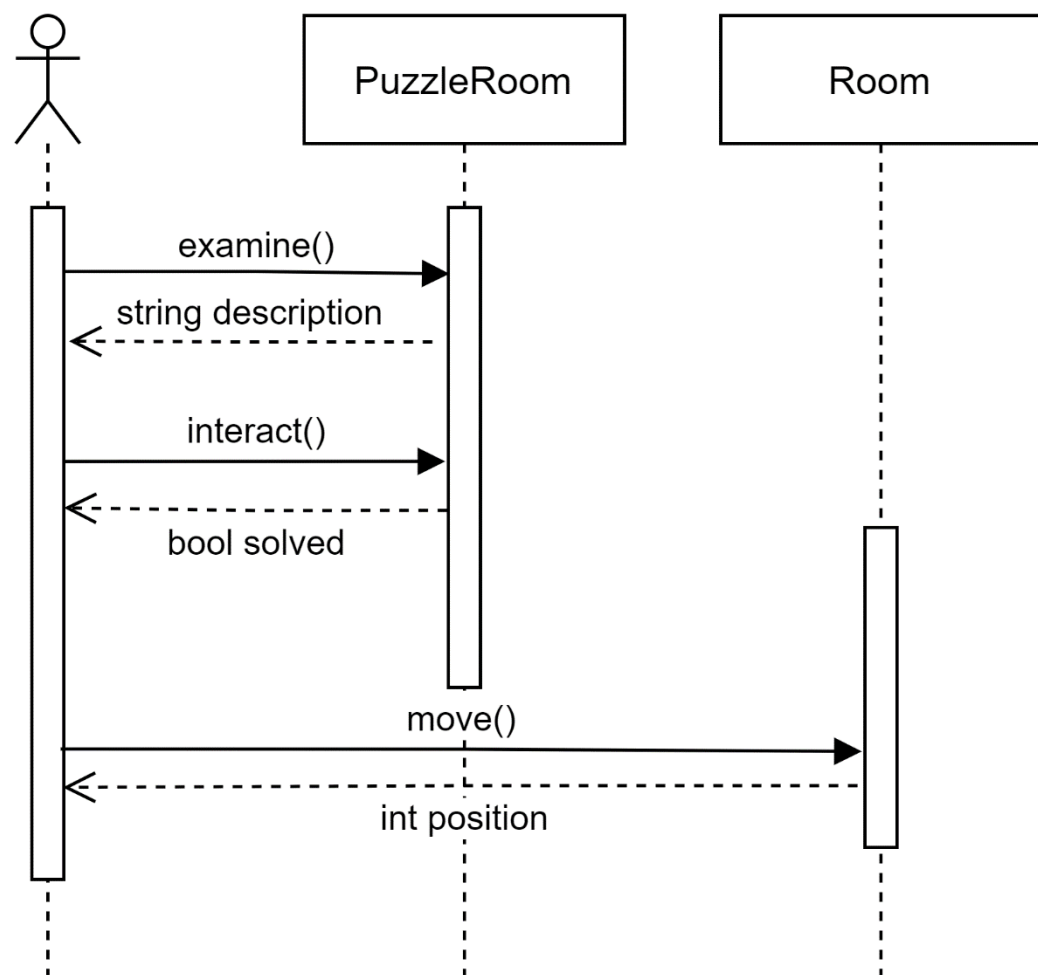 PuzzleRoom
Room
examine()
string description
interact()
bool solved
move()
int position